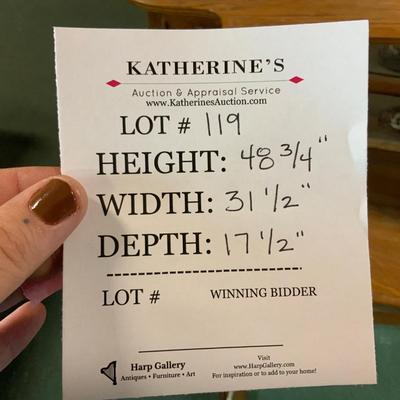 KATHERINE'S
Auction & Appraisal Service
www.KatherinesAuction.com
LOT # 119
HEIGHT: 48 3/4"
WIDTH: 31 1/2"
DEPTH: 17 1/2"
LOT # WINNING BIDDER
Harp Gallery
Antiques • Furniture • Art
Visit
www.HarpGallery.com
For inspiration or to add to your home!